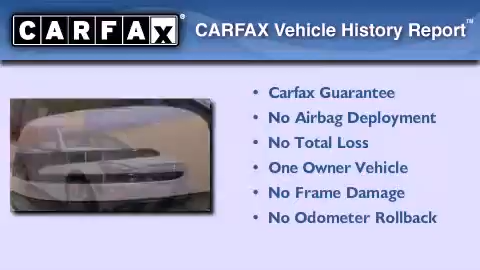 CARFAX® CARFAX Vehicle History Report™
• Carfax Guarantee
• No Airbag Deployment
• No Total Loss
• One Owner Vehicle
• No Frame Damage
• No Odometer Rollback